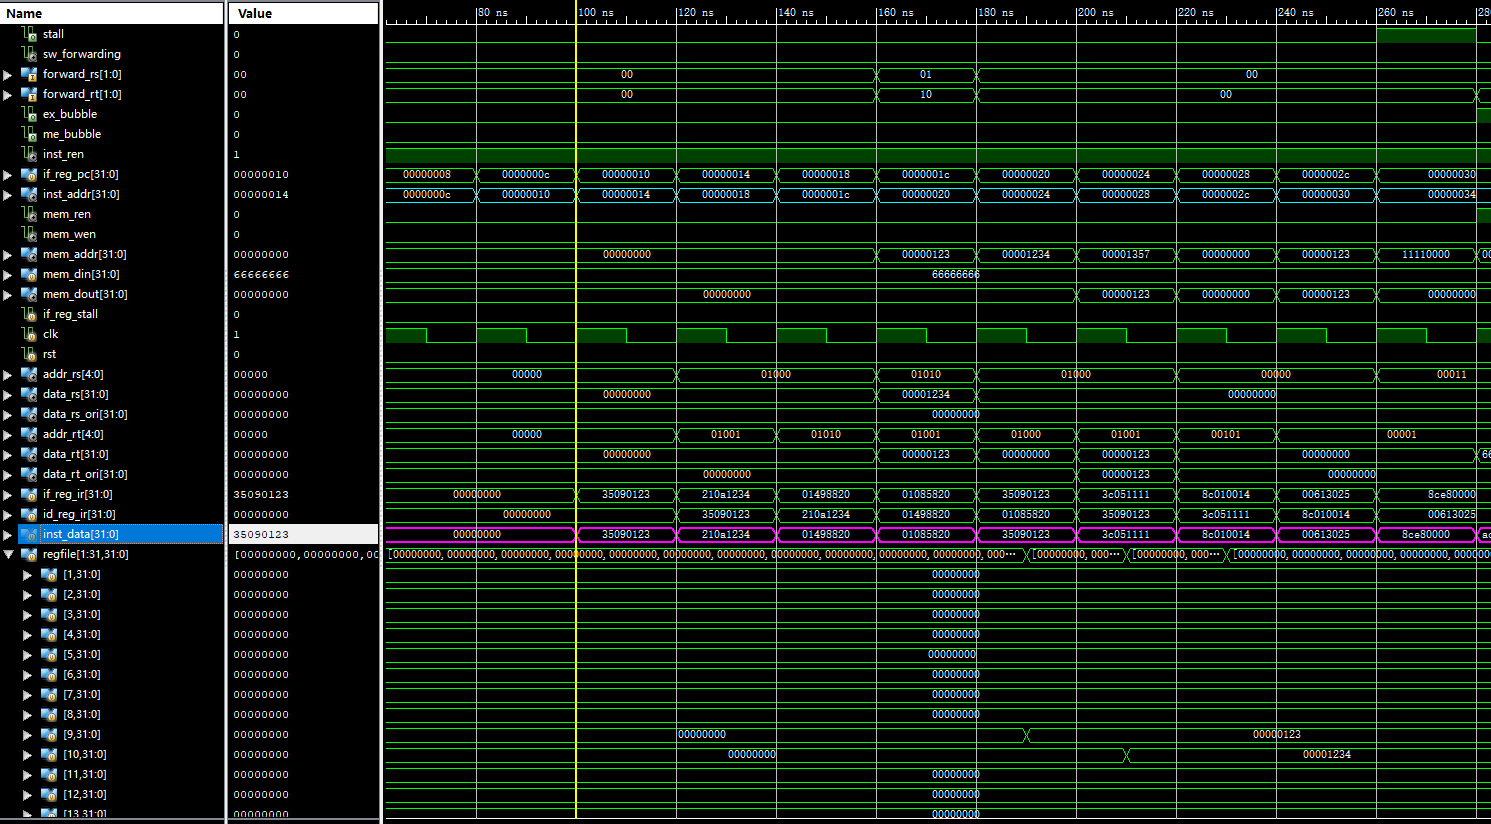 Name Value 80 ns 100 ns 120 ns 140 ns 160 ns 180 ns 200 ns 220 ns 240 ns 260 ns 280
stall 0
sw_forwarding 0
forward_rs[1:0] 00 00 01 00
forward_rt[1:0] 00 00 10 00
ex_bubble 0
me_bubble 0
inst_ren 1
if_reg_pc[31:0] 00000010 00000008 0000000c 00000010 00000014 00000018 0000001c 00000020 00000024 00000028 0000002c 00000030
inst_addr[31:0] 00000014 0000000c 00000010 00000014 00000018 0000001c 00000020 00000024 00000028 0000002c 00000030 00000034
mem_ren 0
mem_wen 0
mem_addr[31:0] 00000000 00000000 00000123 00001234 00001357 00000000 00000123 11110000 00
mem_din[31:0] 66666666 66666666
mem_dout[31:0] 00000000 00000000 00000123 00000000 00000123 00000000
if_reg_stall 0
clk 1
rst 0
addr_rs[4:0] 00000 00000 01000 01010 01000 00000 00011
data_rs[31:0] 00000000 00000000 00001234 00000000
data_rs_ori[31:0] 00000000 00000000
addr_rt[4:0] 00000 00000 01001 01010 01001 01000 01001 00101 00001
data_rt[31:0] 00000000 00000000 00000123 00000000 00000123 00000000 66
data_rt_ori[31:0] 00000000 00000000 00000123 00000000
if_reg_ir[31:0] 35090123 00000000 35090123 210a1234 01498820 01085820 35090123 3c051111 8c010014 00613025 8ce80000
id_reg_ir[31:0] 00000000 00000000 35090123 210a1234 01498820 01085820 35090123 3c051111 8c010014 00613025
inst_data[31:0] 35090123 00000000 35090123 210a1234 01498820 01085820 35090123 3c051111 8c010014 00613025 8ce80000
regfile[1:31,31:0] [00000000,00000000,00 [00000000, 00000000, 00000000, 00000000, 00000000, 00000000, 00000000, 00000000, 000··· [00000000, 000··· [00000000, 000··· [00000000, 00000000, 00000000, 00000000, 0000
[1,31:0] 00000000 00000000
[2,31:0] 00000000 00000000
[3,31:0] 00000000 00000000
[4,31:0] 00000000 00000000
[5,31:0] 00000000 00000000
[6,31:0] 00000000 00000000
[7,31:0] 00000000 00000000
[8,31:0] 00000000 00000000
[9,31:0] 00000000 00000000 00000123
[10,31:0] 00000000 00000000 00001234
[11,31:0] 00000000 00000000
[12,31:0] 00000000 00000000
[13,31:0] 00000000 00000000